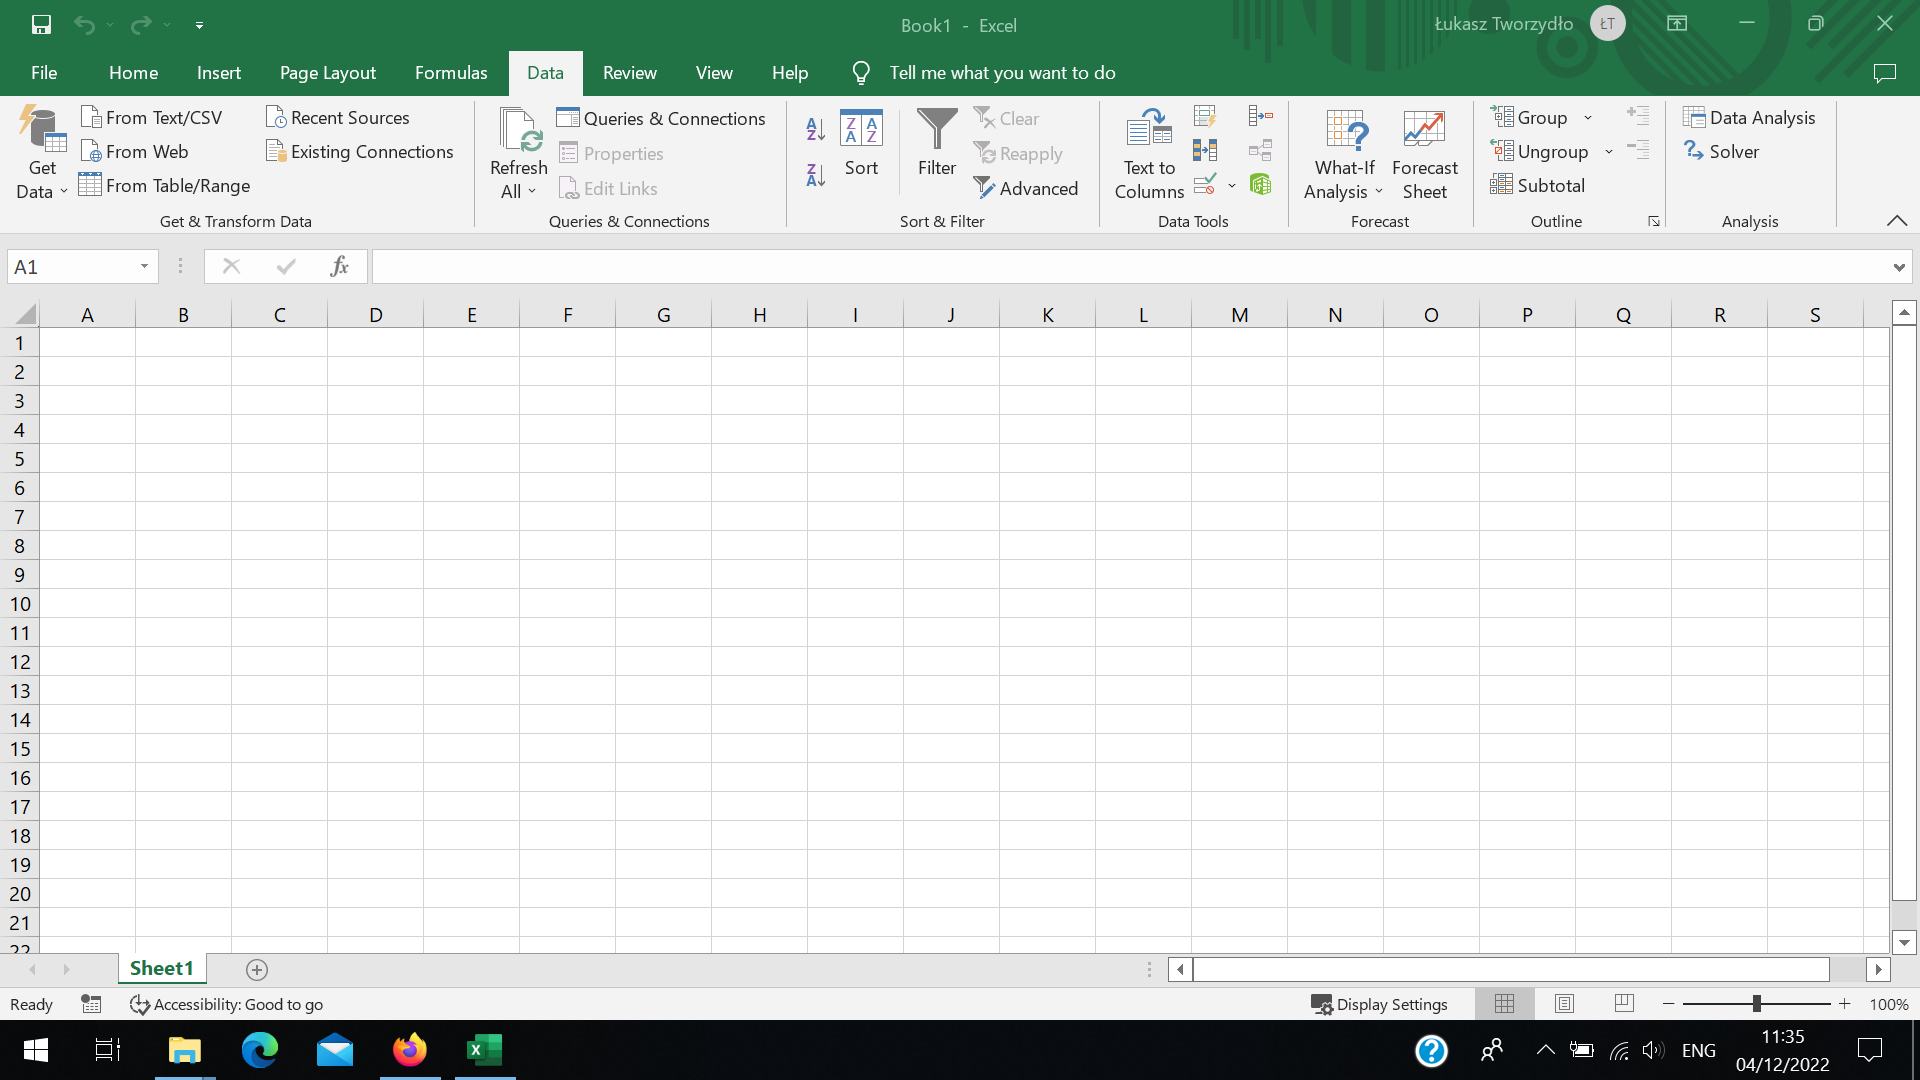 Book1 - Excel
Łukasz Tworzydło
ŁT
File Home Insert Page Layout Formulas Data Review View Help Tell me what you want to do
Get Data
From Text/CSV
From Web
From Table/Range
Recent Sources
Existing Connections
Get & Transform Data
Refresh All
Queries & Connections
Properties
Edit Links
Queries & Connections
Sort
Filter
Clear
Reapply
Advanced
Sort & Filter
Text to Columns
Data Tools
What-If Analysis
Forecast Sheet
Forecast
Group
Ungroup
Subtotal
Outline
Data Analysis
Solver
Analysis
A1
fx
A B C D E F G H I J K L M N O P Q R S
1
2
3
4
5
6
7
8
9
10
11
12
13
14
15
16
17
18
19
20
21
22
Sheet1
Ready
Accessibility: Good to go
Display Settings
100%
ENG
11:35
04/12/2022